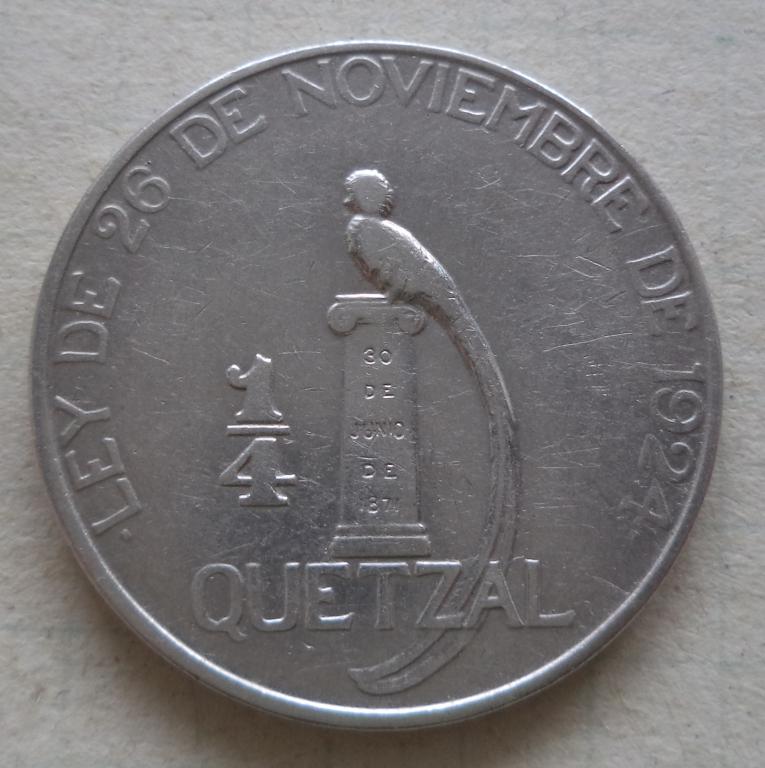 · LEY DE 26 DE NOVIEMBRE DE 1924 ·
30
DE
JUNIO
DE
1871
1/4
QUETZAL